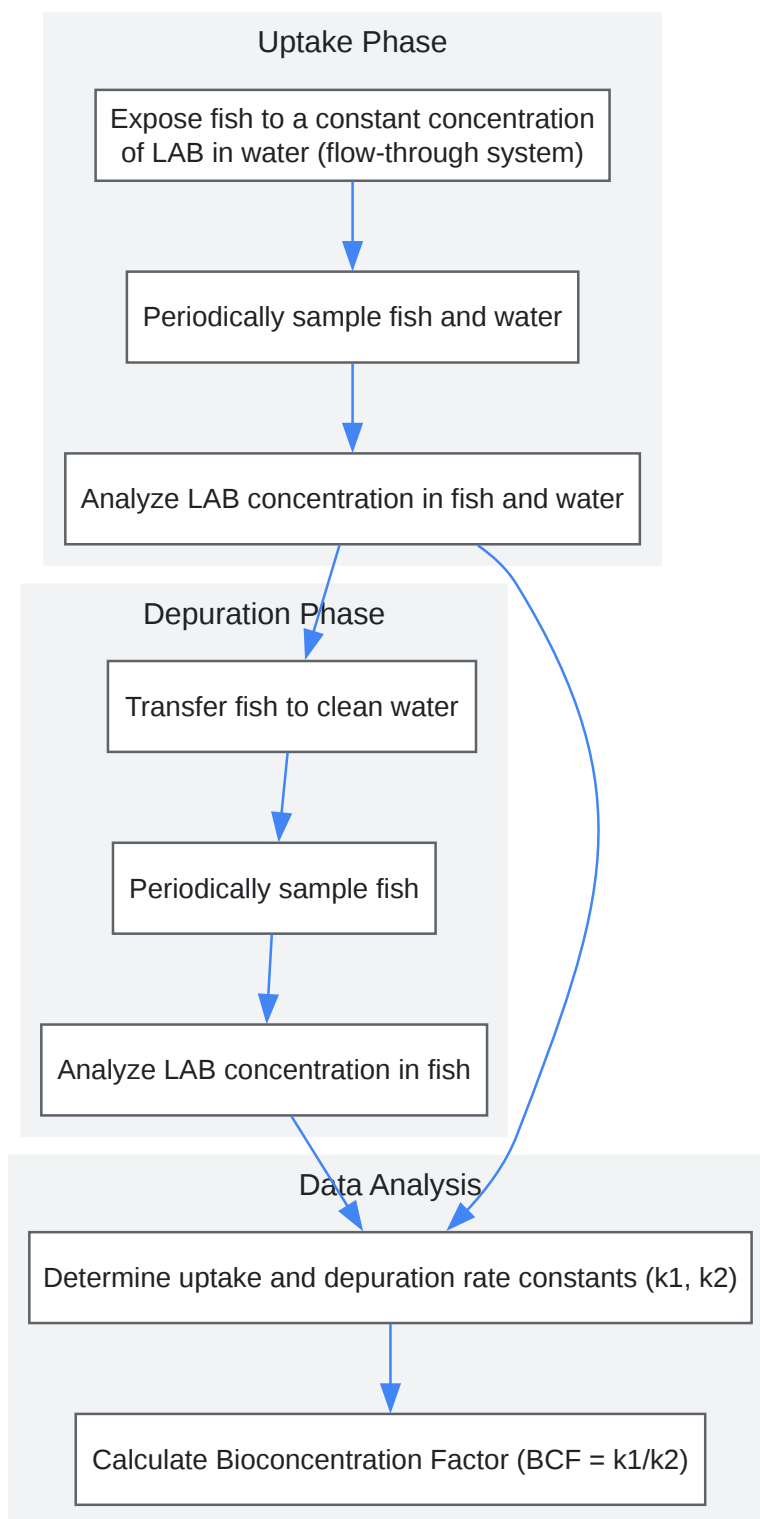 Uptake Phase
Expose fish to a constant concentration
of LAB in water (flow-through system)
Periodically sample fish and water
Analyze LAB concentration in fish and water
Depuration Phase
Transfer fish to clean water
Periodically sample fish
Analyze LAB concentration in fish
Data Analysis
Determine uptake and depuration rate constants (k1, k2)
Calculate Bioconcentration Factor (BCF = k1/k2)